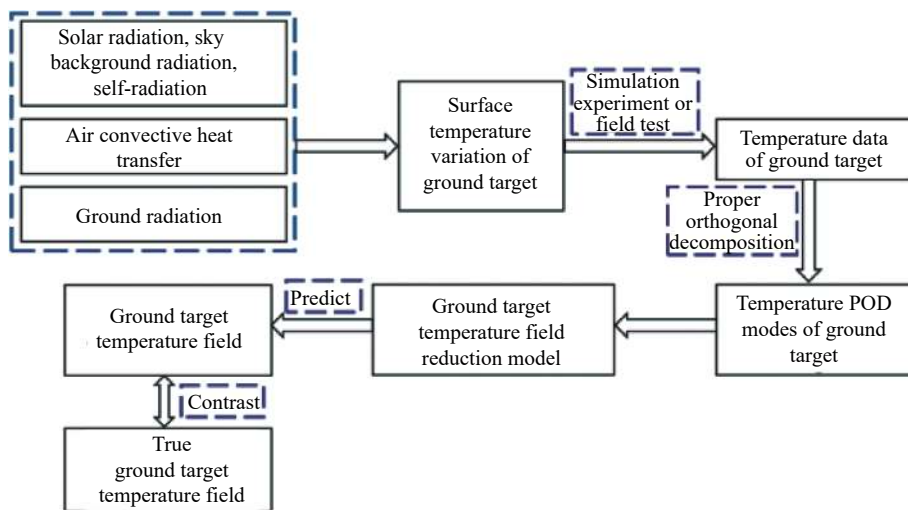 Solar radiation, sky
background radiation,
self-radiation
Air convective heat
transfer
Ground radiation
Surface
temperature
variation of
ground target
Simulation
experiment or
field test
Temperature data
of ground target
Proper
orthogonal
decomposition
Temperature POD
modes of ground
target
Ground target
temperature field
reduction model
Predict
Ground target
temperature field
Contrast
True
ground target
temperature field